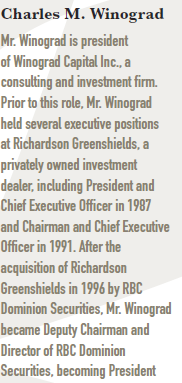 Charles M. Winograd
Mr. Winograd is president
of Winograd Capital Inc., a
consulting and investment firm.
Prior to this role, Mr. Winograd
held several executive positions
at Richardson Greenshields, a
privately owned investment
dealer, including President and
Chief Executive Officer in 1987
and Chairman and Chief Executive
Officer in 1991. After the
acquisition of Richardson
Greenshields in 1996 by RBC
Dominion Securities, Mr. Winograd
became Deputy Chairman and
Director of RBC Dominion
Securities, becoming President